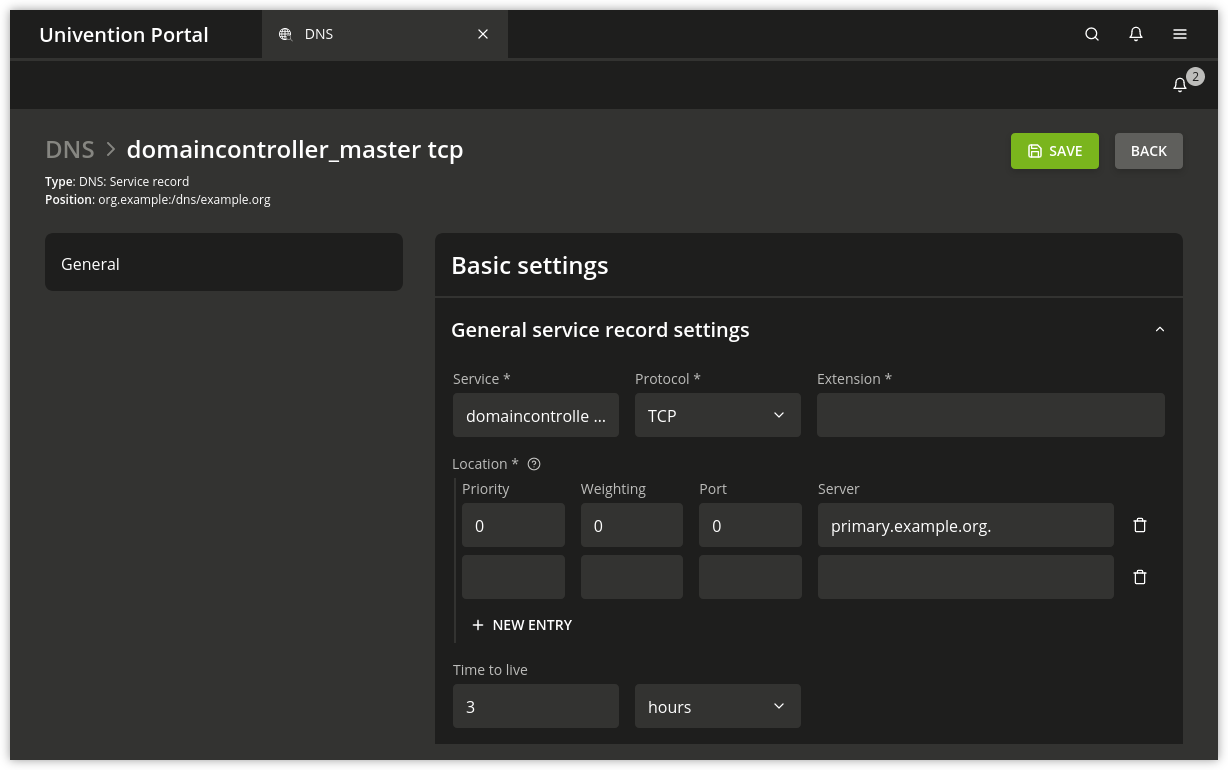 Univention Portal
DNS
2
DNS > domaincontroller_master tcp
SAVE
BACK
Type: DNS: Service record
Position: org.example:/dns/example.org
General
Basic settings
General service record settings
Service * Protocol * Extension *
domaincontrolle ... TCP
Location *
Priority Weighting Port Server
0 0 0 primary.example.org.
+ NEW ENTRY
Time to live
3 hours